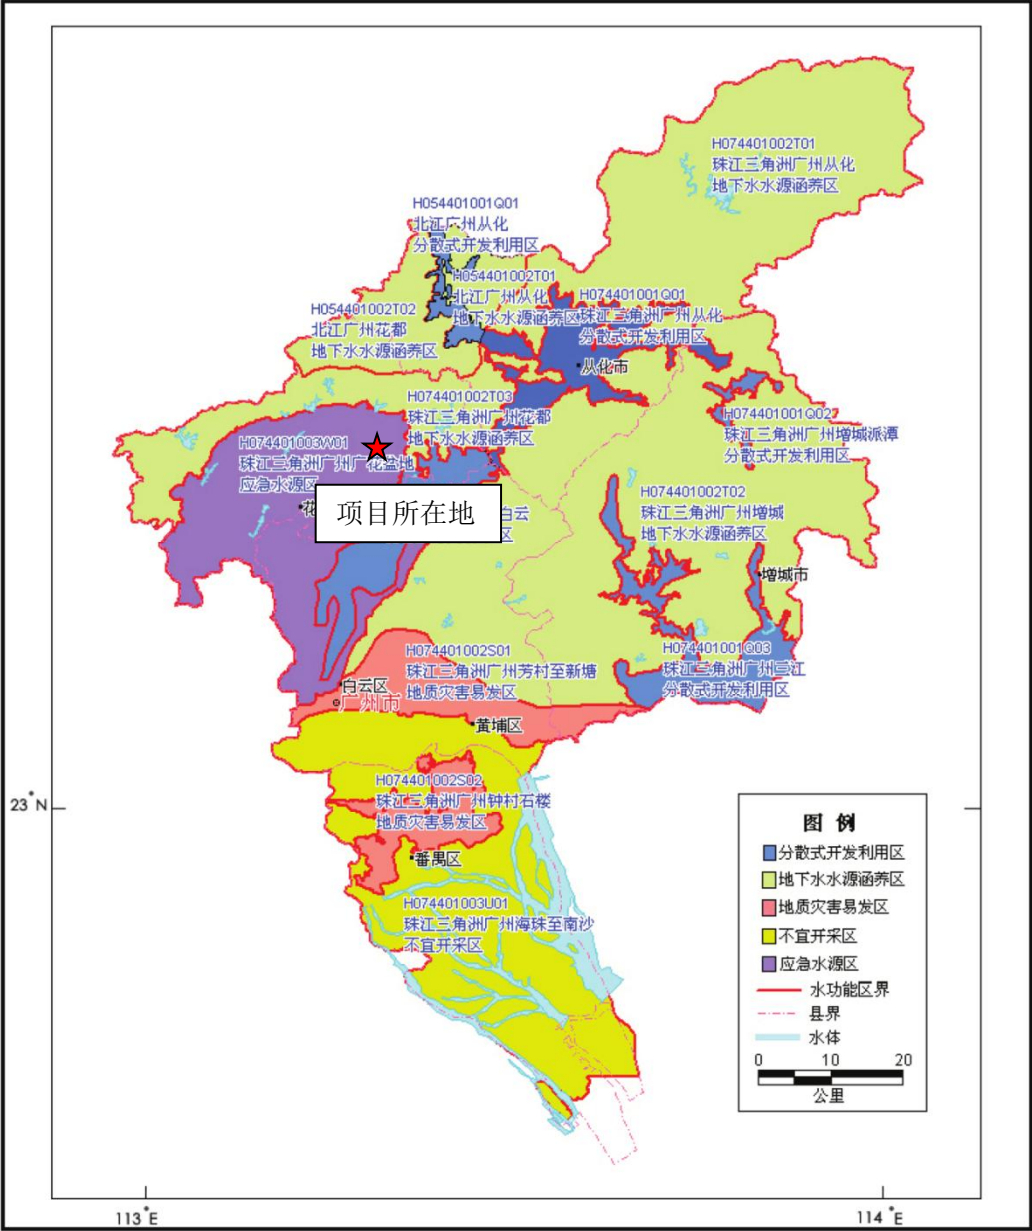 H074401002T01
珠江三角洲广州从化
地下水水源涵养区
H054401001Q01
北江广州从化
分散式开发利用区
H054401002T01
北江广州从化
地下水水源涵养区
H074401001Q01
珠江三角洲广州从化
分散式开发利用区
H054401002T02
北江广州花都
地下水水源涵养区
从化市
H074401002T03
珠江三角洲广州花都
地下水水源涵养区
H074401001Q02
珠江三角洲广州增城派潭
分散式开发利用区
H074401003W01
珠江三角洲广州广花盆地
应急水源区
花
项目所在地
白云
区
H074401002T02
珠江三角洲广州增城
地下水水源涵养区
增城市
H074401002S01
珠江三角洲广州芳村至新塘
地质灾害易发区
H074401001Q03
珠江三角洲广州三江
分散式开发利用区
白云区
广州市
黄埔区
H074401002S02
珠江三角洲广州钟村石楼
地质灾害易发区
番禺区
H074401003U01
珠江三角洲广州海珠至南沙
不宜开采区
23°N
图 例
分散式开发利用区
地下水水源涵养区
地质灾害易发区
不宜开采区
应急水源区
水功能区界
县界
水体
0 10 20
公里
113°E 114°E